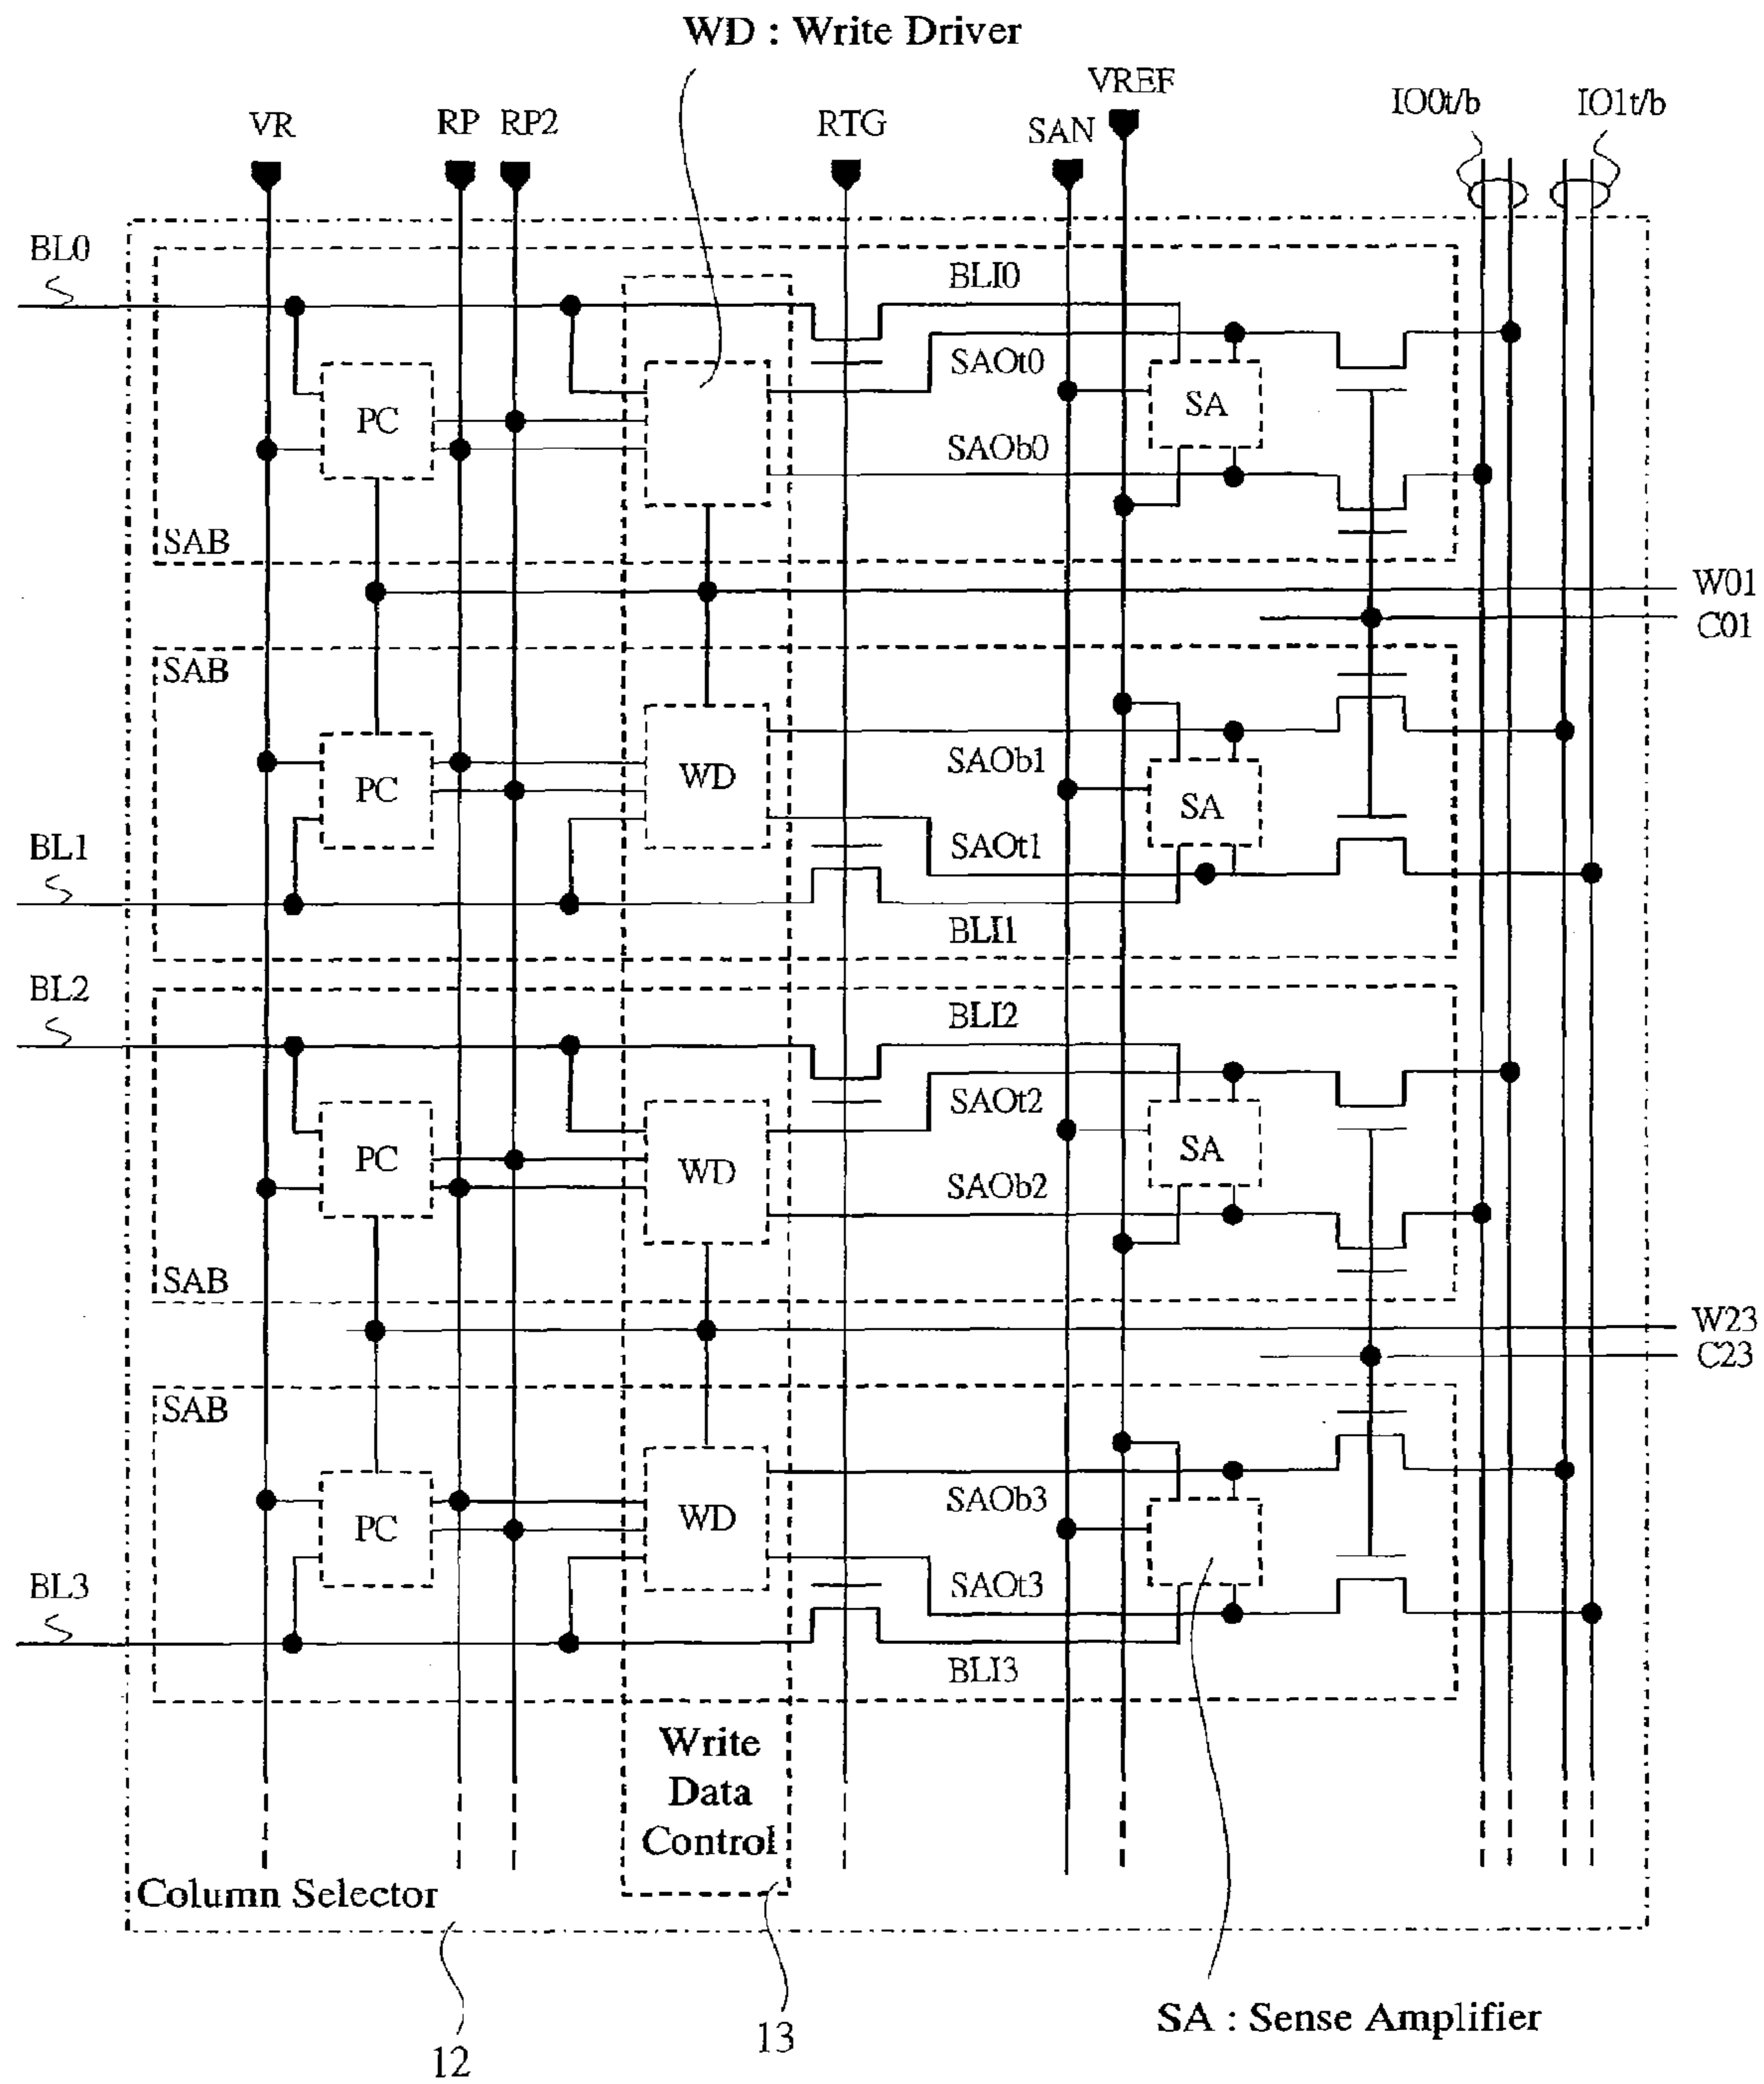 WD : Write Driver
VR
RP
RP2
RTG
SAN
VREF
IO0t/b
IO1t/b
BL0
BLI0
PC
SAOt0
SA
SAOb0
SAB
W01
C01
SAB
PC
WD
SAOb1
SA
BL1
SAOt1
BLI1
BL2
BLI2
PC
WD
SAOt2
SA
SAOb2
SAB
W23
C23
SAB
PC
WD
SAOb3
BL3
SAOt3
BLI3
Write
Data
Control
Column Selector
12
13
SA : Sense Amplifier